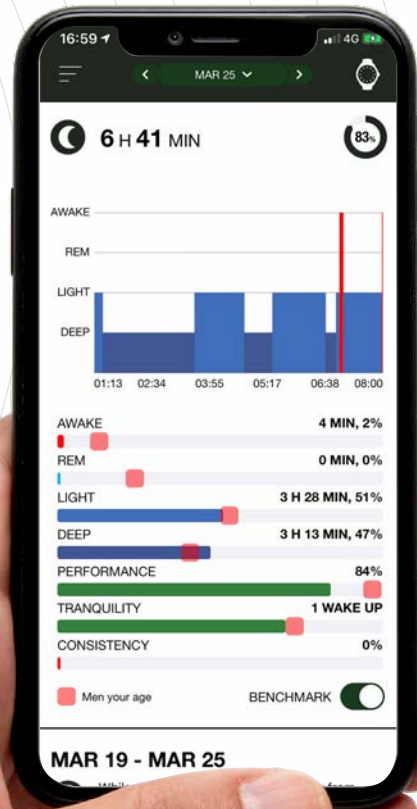 16:59 4G
MAR 25
6 H 41 MIN 83%
AWAKE
REM
LIGHT
DEEP
01:13 02:34 03:55 05:17 06:38 08:00
AWAKE 4 MIN, 2%
REM 0 MIN, 0%
LIGHT 3 H 28 MIN, 51%
DEEP 3 H 13 MIN, 47%
PERFORMANCE 84%
TRANQUILITY 1 WAKE UP
CONSISTENCY 0%
Men your age BENCHMARK
MAR 19 - MAR 25